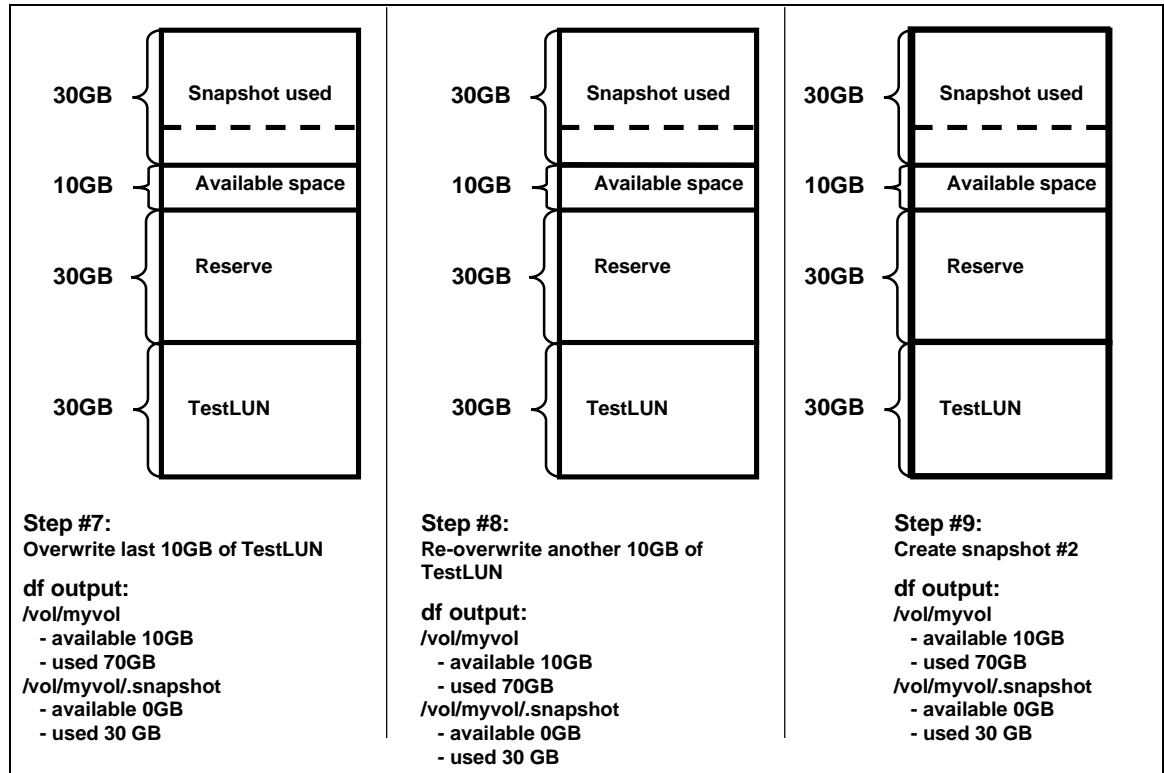 30GB
Snapshot used
10GB
Available space
30GB
Reserve
30GB
TestLUN
Step #7:
Overwrite last 10GB of TestLUN
df output:
/vol/myvol
- available 10GB
- used 70GB
/vol/myvol/.snapshot
- available 0GB
- used 30 GB
30GB
Snapshot used
10GB
Available space
30GB
Reserve
30GB
TestLUN
Step #8:
Re-overwrite another 10GB of
TestLUN
df output:
/vol/myvol
- available 10GB
- used 70GB
/vol/myvol/.snapshot
- available 0GB
- used 30 GB
30GB
Snapshot used
10GB
Available space
30GB
Reserve
30GB
TestLUN
Step #9:
Create snapshot #2
df output:
/vol/myvol
- available 10GB
- used 70GB
/vol/myvol/.snapshot
- available 0GB
- used 30 GB